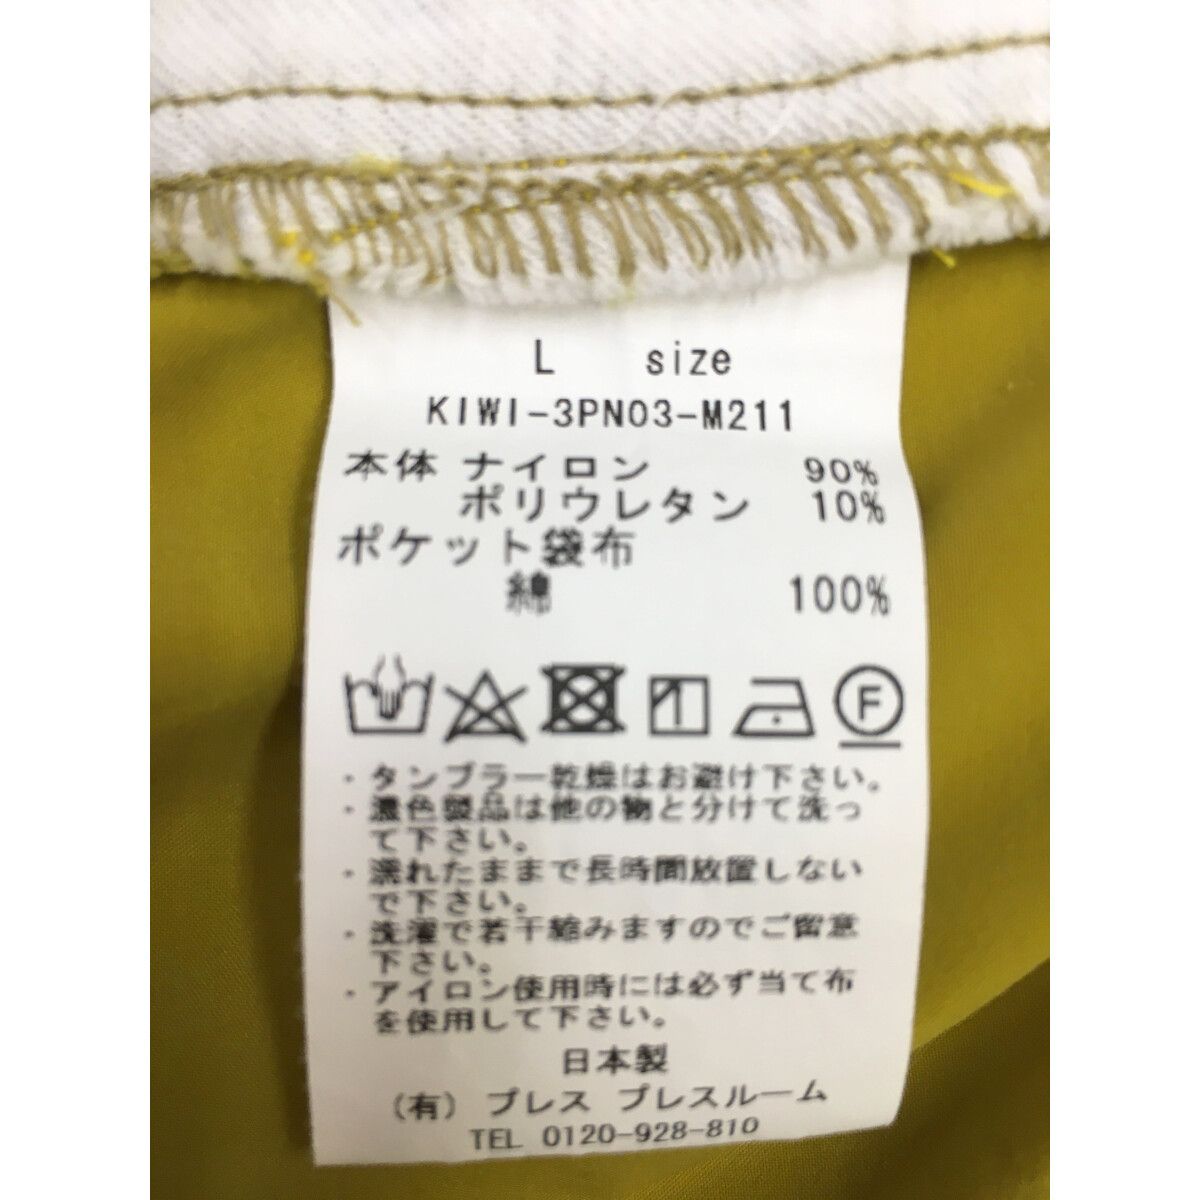 L size
KIWI-3PN03-M211
本体 ナイロン 90%
ポリウレタン 10%
ポケット袋布
綿 100%
F
・タンブラー乾燥はお避け下さい。
・濃色製品は他の物と分けて洗っ
て下さい。
・濡れたままで長時間放置しない
で下さい。
・洗濯で若干縮みますのでご留意
下さい。
・アイロン使用時には必ず当て布
を使用して下さい。
日本製
(有) ブレス ブレスルーム
TEL 0120-928-810